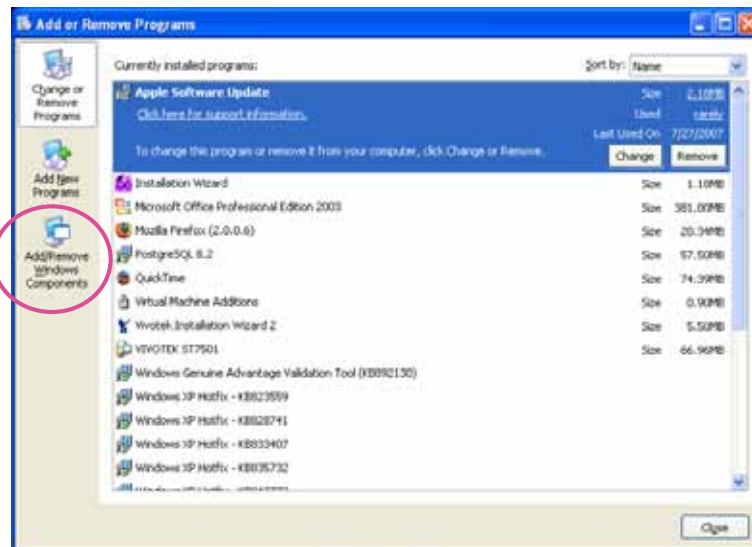 Add or Remove Programs
Change or
Remove
Programs
Add New
Programs
Add/Remove
Windows
Components
Currently installed programs:
Sort by: Name
Apple Software Update
Size 2.10MB
Click here for support information.
Used rarely
Last Used On 7/27/2007
To change this program or remove it from your computer, click Change or Remove.
Change
Remove
Installation Wizard Size 1.10MB
Microsoft Office Professional Edition 2003 Size 381.00MB
Mozilla Firefox (2.0.0.6) Size 20.34MB
PostgreSQL 8.2 Size 57.50MB
QuickTime Size 74.39MB
Virtual Machine Additions Size 0.90MB
Vivotek Installation Wizard 2 Size 5.50MB
VIVOTEK ST7501 Size 66.96MB
Windows Genuine Advantage Validation Tool (KB892130)
Windows XP Hotfix - KB823559
Windows XP Hotfix - KB828741
Windows XP Hotfix - KB833407
Windows XP Hotfix - KB835732
Close